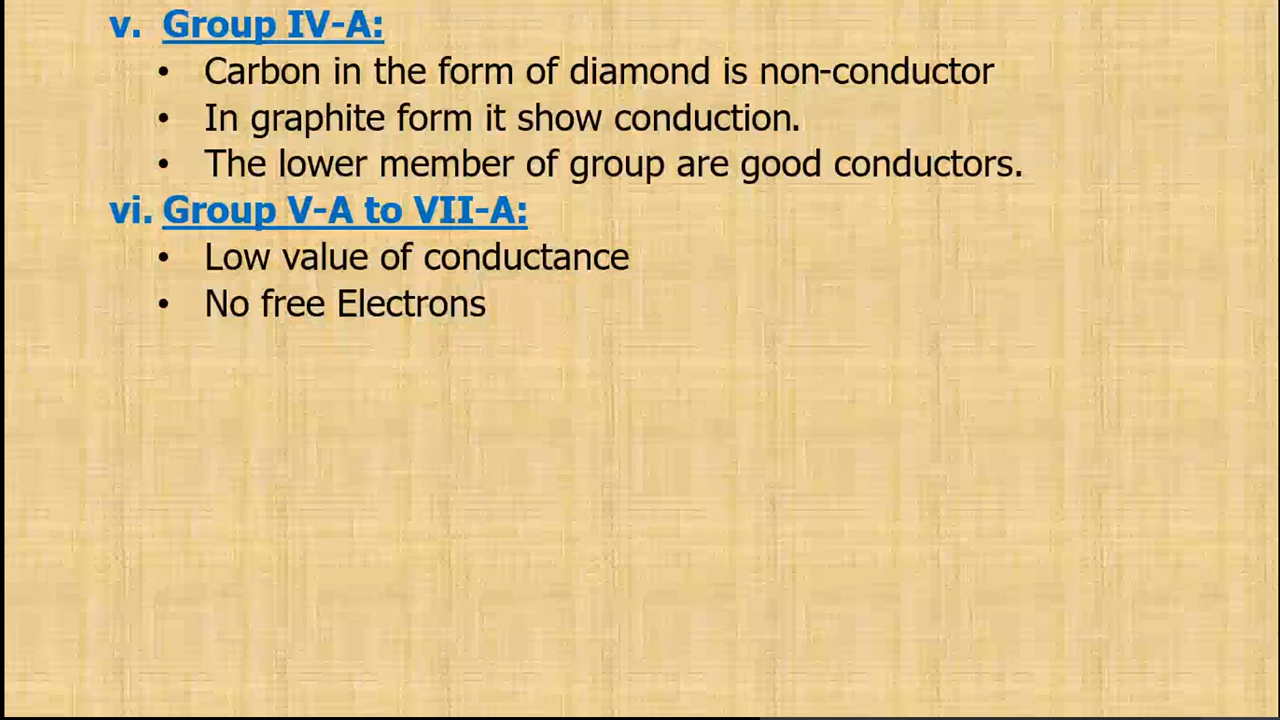 v. Group IV-A:
• Carbon in the form of diamond is non-conductor
• In graphite form it show conduction.
• The lower member of group are good conductors.
vi. Group V-A to VII-A:
• Low value of conductance
• No free Electrons